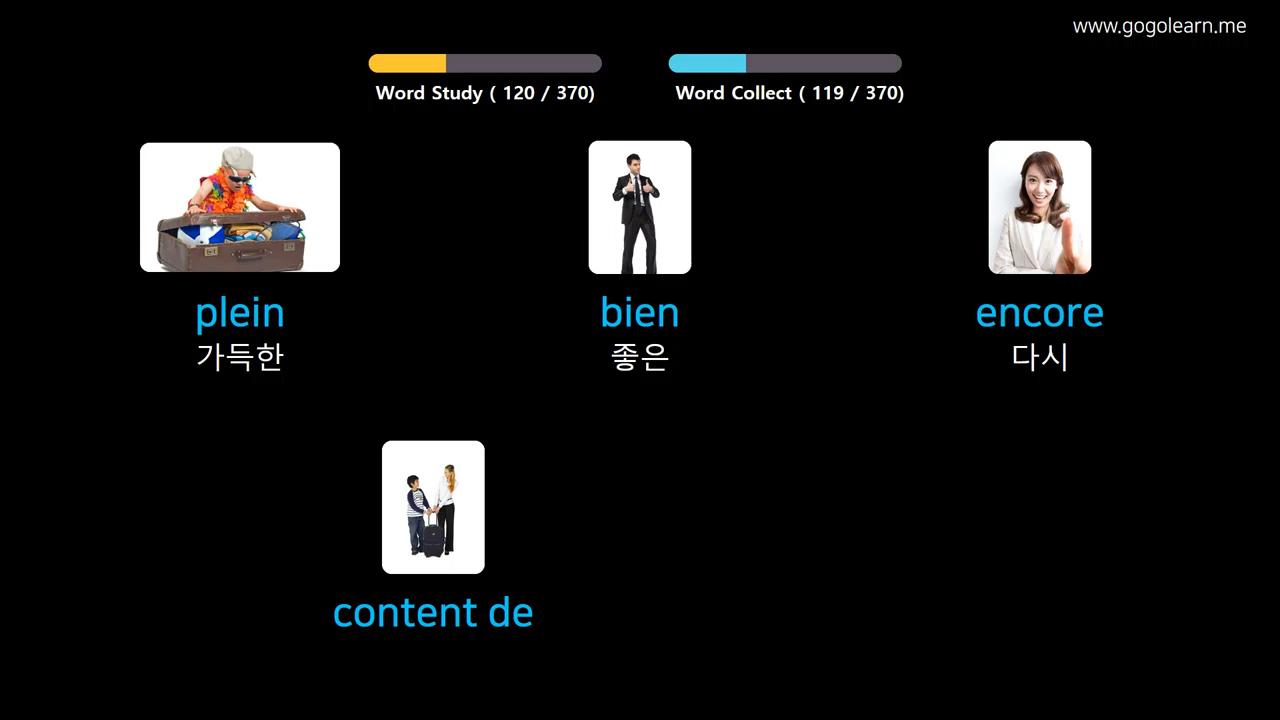 www.gogolearn.me
Word Study ( 120 / 370)
Word Collect ( 119 / 370)
plein
가득한
bien
좋은
encore
다시
content de